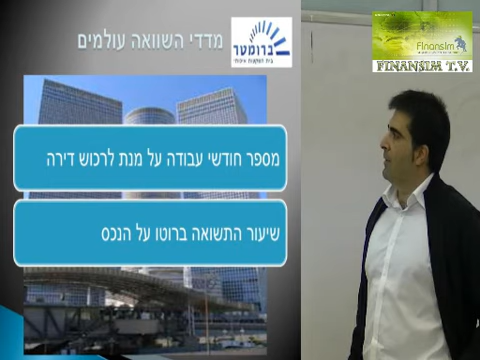 מדדי השוואה עולמים
ברומטר
בית השקעות איכותי
Finansim
FINANSIM T.V.
מספר חודשי עבודה על מנת לרכוש דירה
שיעור התשואה ברוטו על הנכס